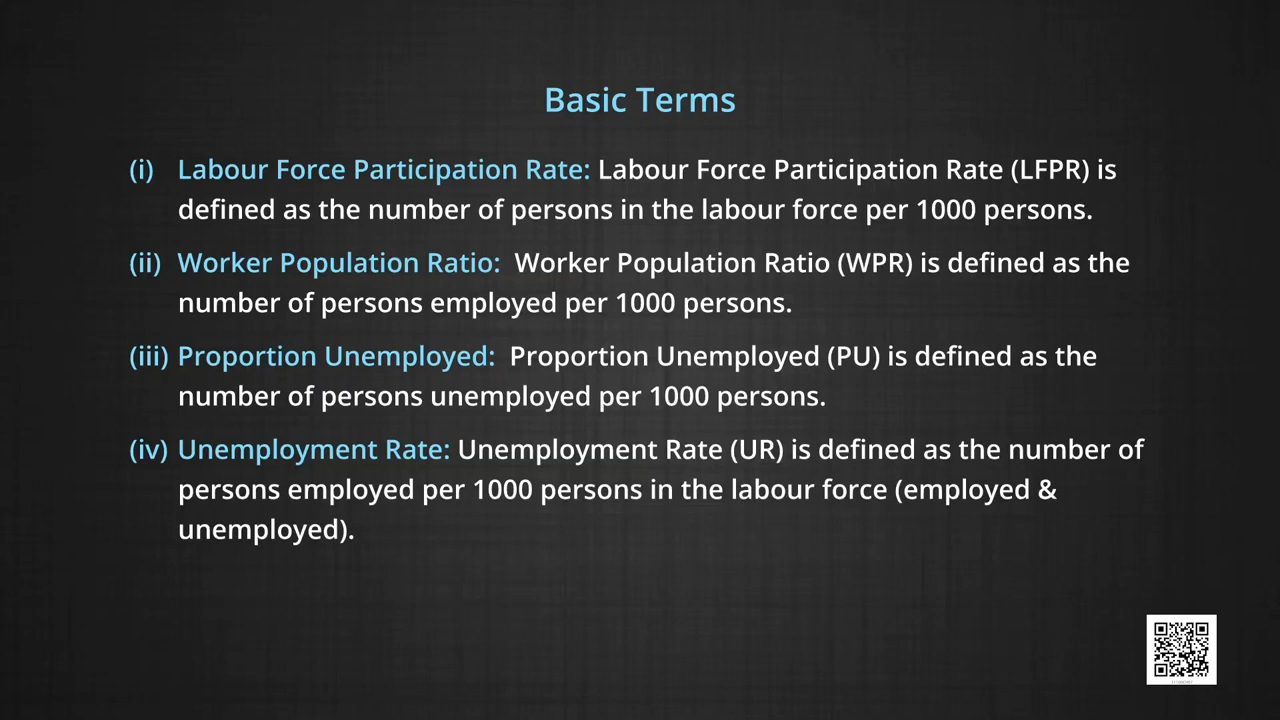 Basic Terms
(i) Labour Force Participation Rate: Labour Force Participation Rate (LFPR) is
defined as the number of persons in the labour force per 1000 persons.
(ii) Worker Population Ratio: Worker Population Ratio (WPR) is defined as the
number of persons employed per 1000 persons.
(iii) Proportion Unemployed: Proportion Unemployed (PU) is defined as the
number of persons unemployed per 1000 persons.
(iv) Unemployment Rate: Unemployment Rate (UR) is defined as the number of
persons employed per 1000 persons in the labour force (employed &
unemployed).